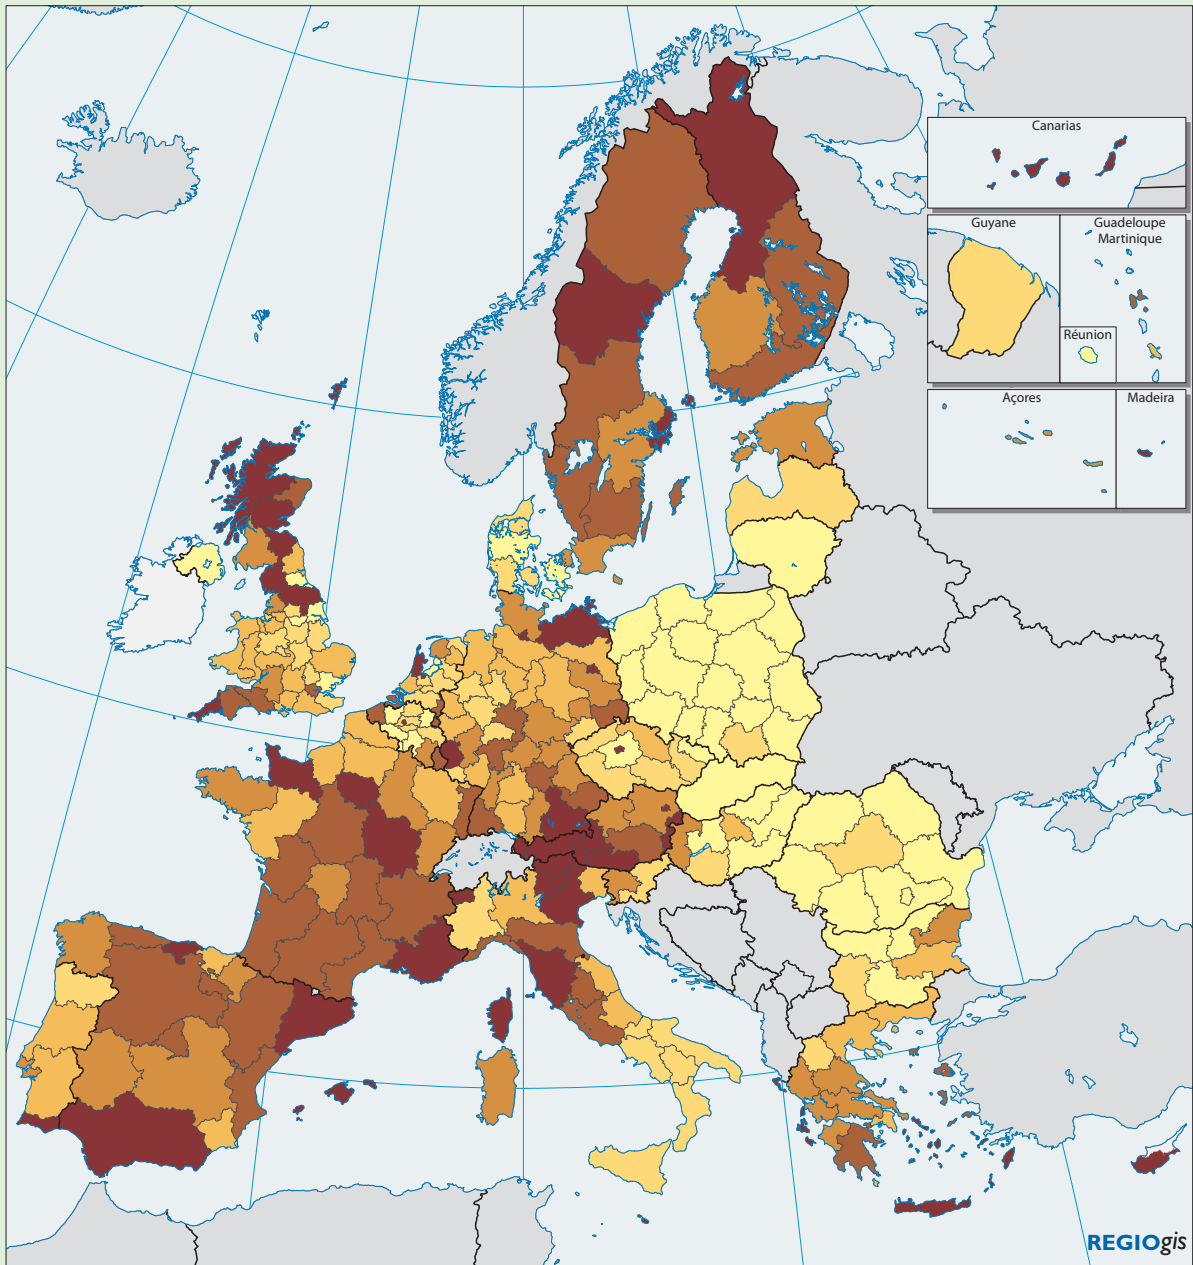 Canarias
Guyane
Guadeloupe
Martinique
Réunion
Açores
Madeira
REGIOgis